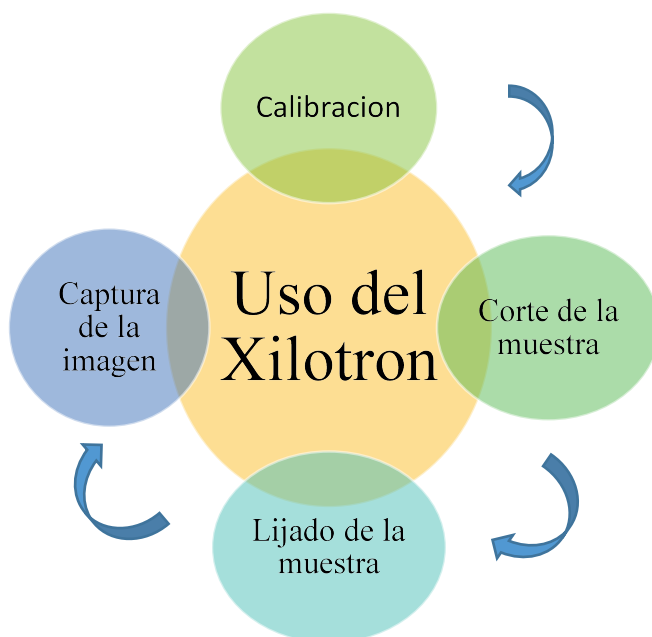 Calibracion
Uso del
Xilotron
Corte de la
muestra
Lijado de la
muestra
Captura
de la
imagen